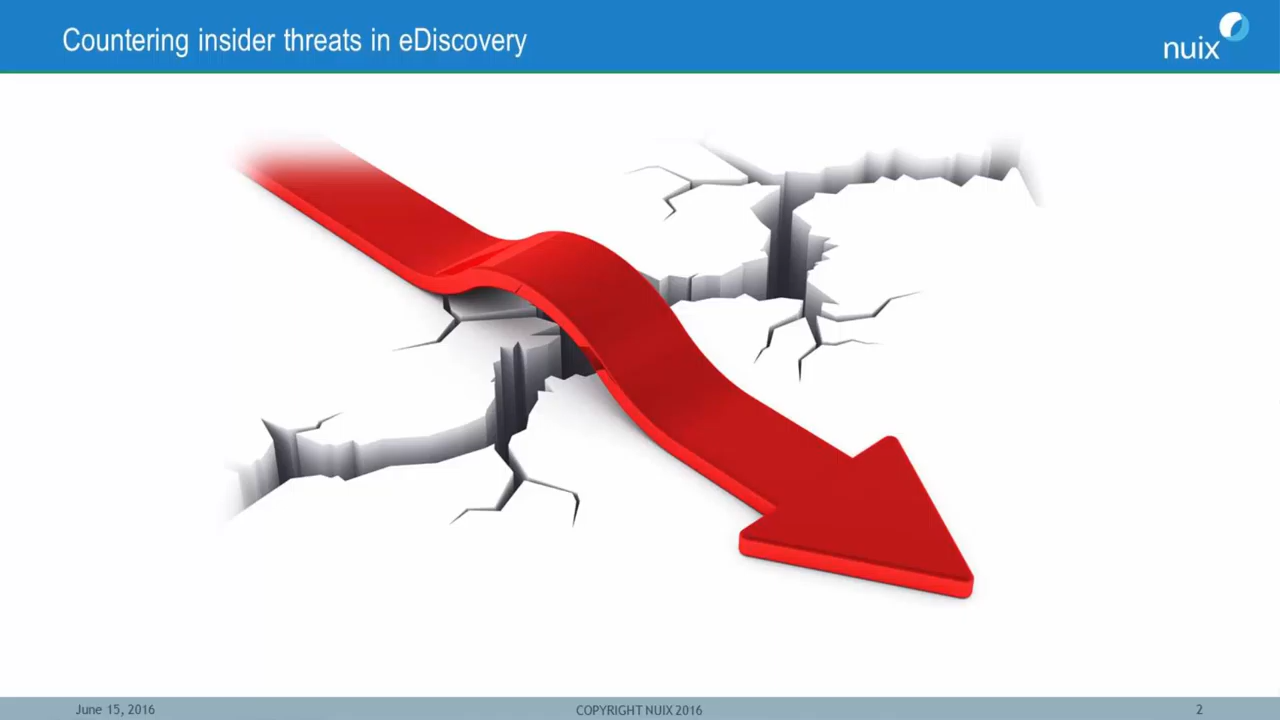 Countering insider threats in eDiscovery
nuix
June 15, 2016
COPYRIGHT NUIX 2016
2